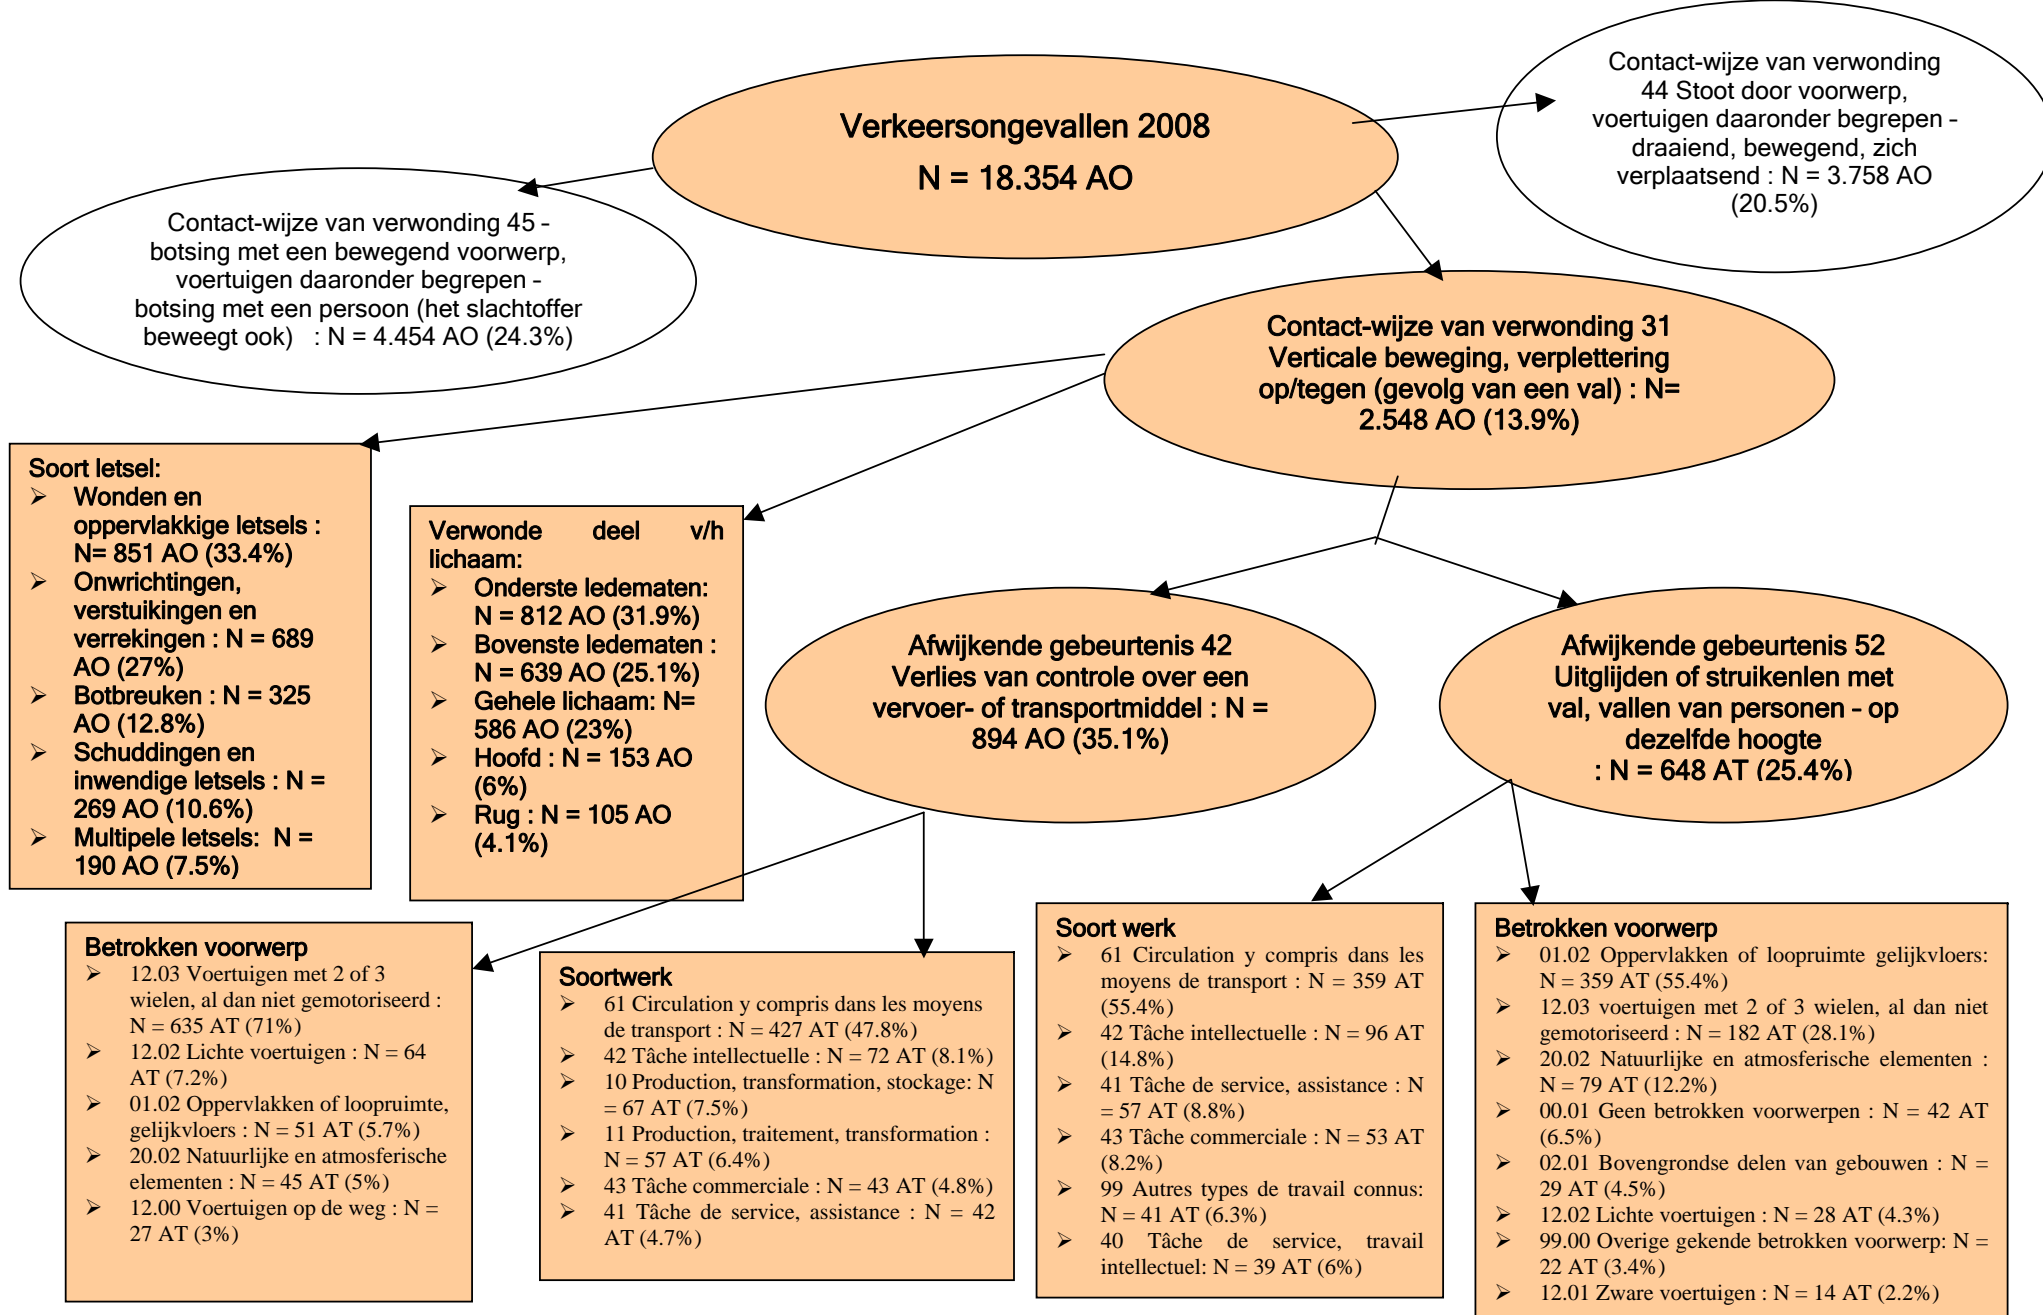 Verkeersongevallen 2008
N = 18.354 AO
Contact-wijze van verwonding
44 Stoot door voorwerp,
voertuigen daaronder begrepen –
draaiend, bewegend, zich
verplaatsend : N = 3.758 AO
(20.5%)
Contact-wijze van verwonding 45 –
botsing met een bewegend voorwerp,
voertuigen daaronder begrepen –
botsing met een persoon (het slachtoffer
beweegt ook) : N = 4.454 AO (24.3%)
Contact-wijze van verwonding 31
Verticale beweging, verplettering
op/tegen (gevolg van een val) : N=
2.548 AO (13.9%)
Soort letsel:
➢ Wonden en
oppervlakkige letsels :
N= 851 AO (33.4%)
➢ Onwrichtingen,
verstuikingen en
verrekingen : N = 689
AO (27%)
➢ Botbreuken : N = 325
AO (12.8%)
➢ Schuddingen en
inwendige letsels : N =
269 AO (10.6%)
➢ Multipele letsels: N =
190 AO (7.5%)
Verwonde deel v/h
lichaam:
➢ Onderste ledematen:
N = 812 AO (31.9%)
➢ Bovenste ledematen :
N = 639 AO (25.1%)
➢ Gehele lichaam: N=
586 AO (23%)
➢ Hoofd : N = 153 AO
(6%)
➢ Rug : N = 105 AO
(4.1%)
Afwijkende gebeurtenis 42
Verlies van controle over een
vervoer- of transportmiddel : N =
894 AO (35.1%)
Afwijkende gebeurtenis 52
Uitglijden of struikenlen met
val, vallen van personen – op
dezelfde hoogte
: N = 648 AT (25.4%)
Betrokken voorwerp
➢ 12.03 Voertuigen met 2 of 3
wielen, al dan niet gemotoriseerd :
N = 635 AT (71%)
➢ 12.02 Lichte voertuigen : N = 64
AT (7.2%)
➢ 01.02 Oppervlakken of loopruimte,
gelijkvloers : N = 51 AT (5.7%)
➢ 20.02 Natuurlijke en atmosferische
elementen : N = 45 AT (5%)
➢ 12.00 Voertuigen op de weg : N =
27 AT (3%)
Soortwerk
➢ 61 Circulation y compris dans les moyens
de transport : N = 427 AT (47.8%)
➢ 42 Tâche intellectuelle : N = 72 AT (8.1%)
➢ 10 Production, transformation, stockage: N
= 67 AT (7.5%)
➢ 11 Production, traitement, transformation :
N = 57 AT (6.4%)
➢ 43 Tâche commerciale : N = 43 AT (4.8%)
➢ 41 Tâche de service, assistance : N = 42
AT (4.7%)
Soort werk
➢ 61 Circulation y compris dans les
moyens de transport : N = 359 AT
(55.4%)
➢ 42 Tâche intellectuelle : N = 96 AT
(14.8%)
➢ 41 Tâche de service, assistance : N
= 57 AT (8.8%)
➢ 43 Tâche commerciale : N = 53 AT
(8.2%)
➢ 99 Autres types de travail connus:
N = 41 AT (6.3%)
➢ 40 Tâche de service, travail
intellectuel: N = 39 AT (6%)
Betrokken voorwerp
➢ 01.02 Oppervlakken of loopruimte gelijkvloers:
N = 359 AT (55.4%)
➢ 12.03 voertuigen met 2 of 3 wielen, al dan niet
gemotoriseerd : N = 182 AT (28.1%)
➢ 20.02 Natuurlijke en atmosferische elementen :
N = 79 AT (12.2%)
➢ 00.01 Geen betrokken voorwerpen : N = 42 AT
(6.5%)
➢ 02.01 Bovengrondse delen van gebouwen : N =
29 AT (4.5%)
➢ 12.02 Lichte voertuigen : N = 28 AT (4.3%)
➢ 99.00 Overige gekende betrokken voorwerp: N =
22 AT (3.4%)
➢ 12.01 Zware voertuigen : N = 14 AT (2.2%)